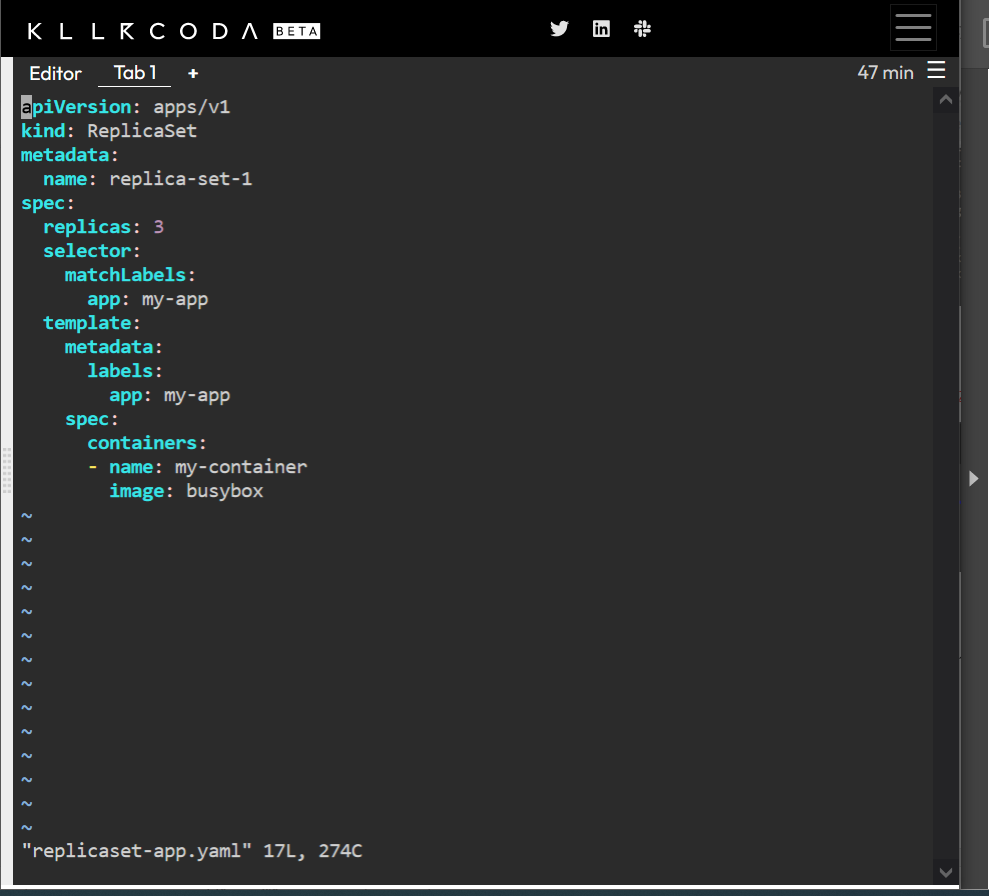 KLLRCODA BETA
Editor Tab 1 + 47 min
apiVersion: apps/v1
kind: ReplicaSet
metadata:
  name: replica-set-1
spec:
  replicas: 3
  selector:
    matchLabels:
      app: my-app
  template:
    metadata:
      labels:
        app: my-app
    spec:
      containers:
      - name: my-container
        image: busybox
~
~
~
~
~
~
~
~
~
~
~
~
~
~
"replicaset-app.yaml" 17L, 274C